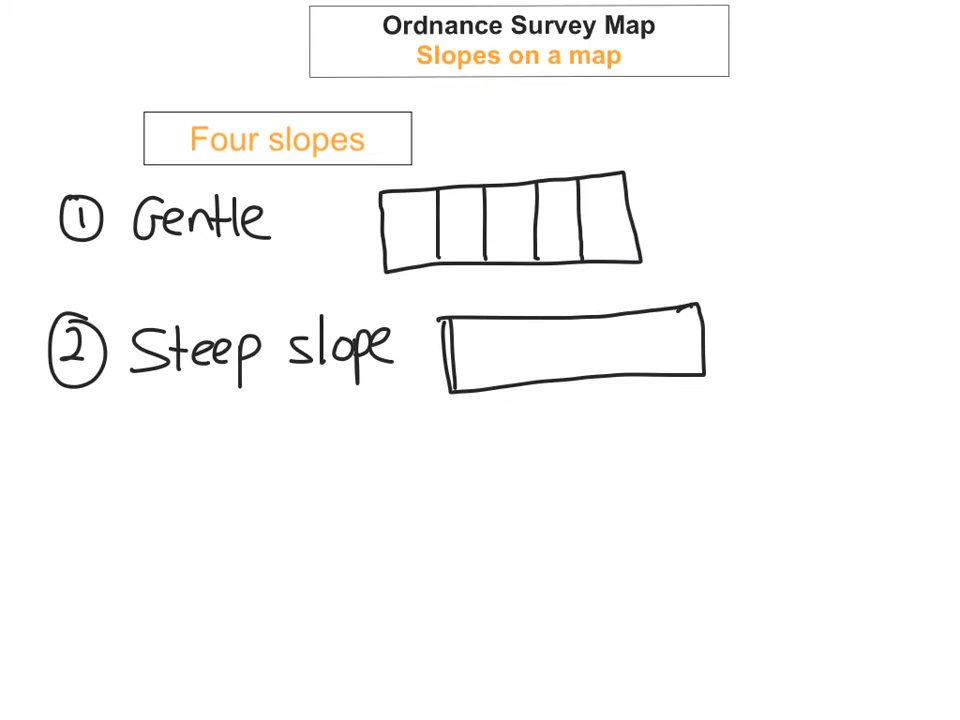 Ordnance Survey Map
Slopes on a map
Four slopes
1 Gentle
2 Steep slope